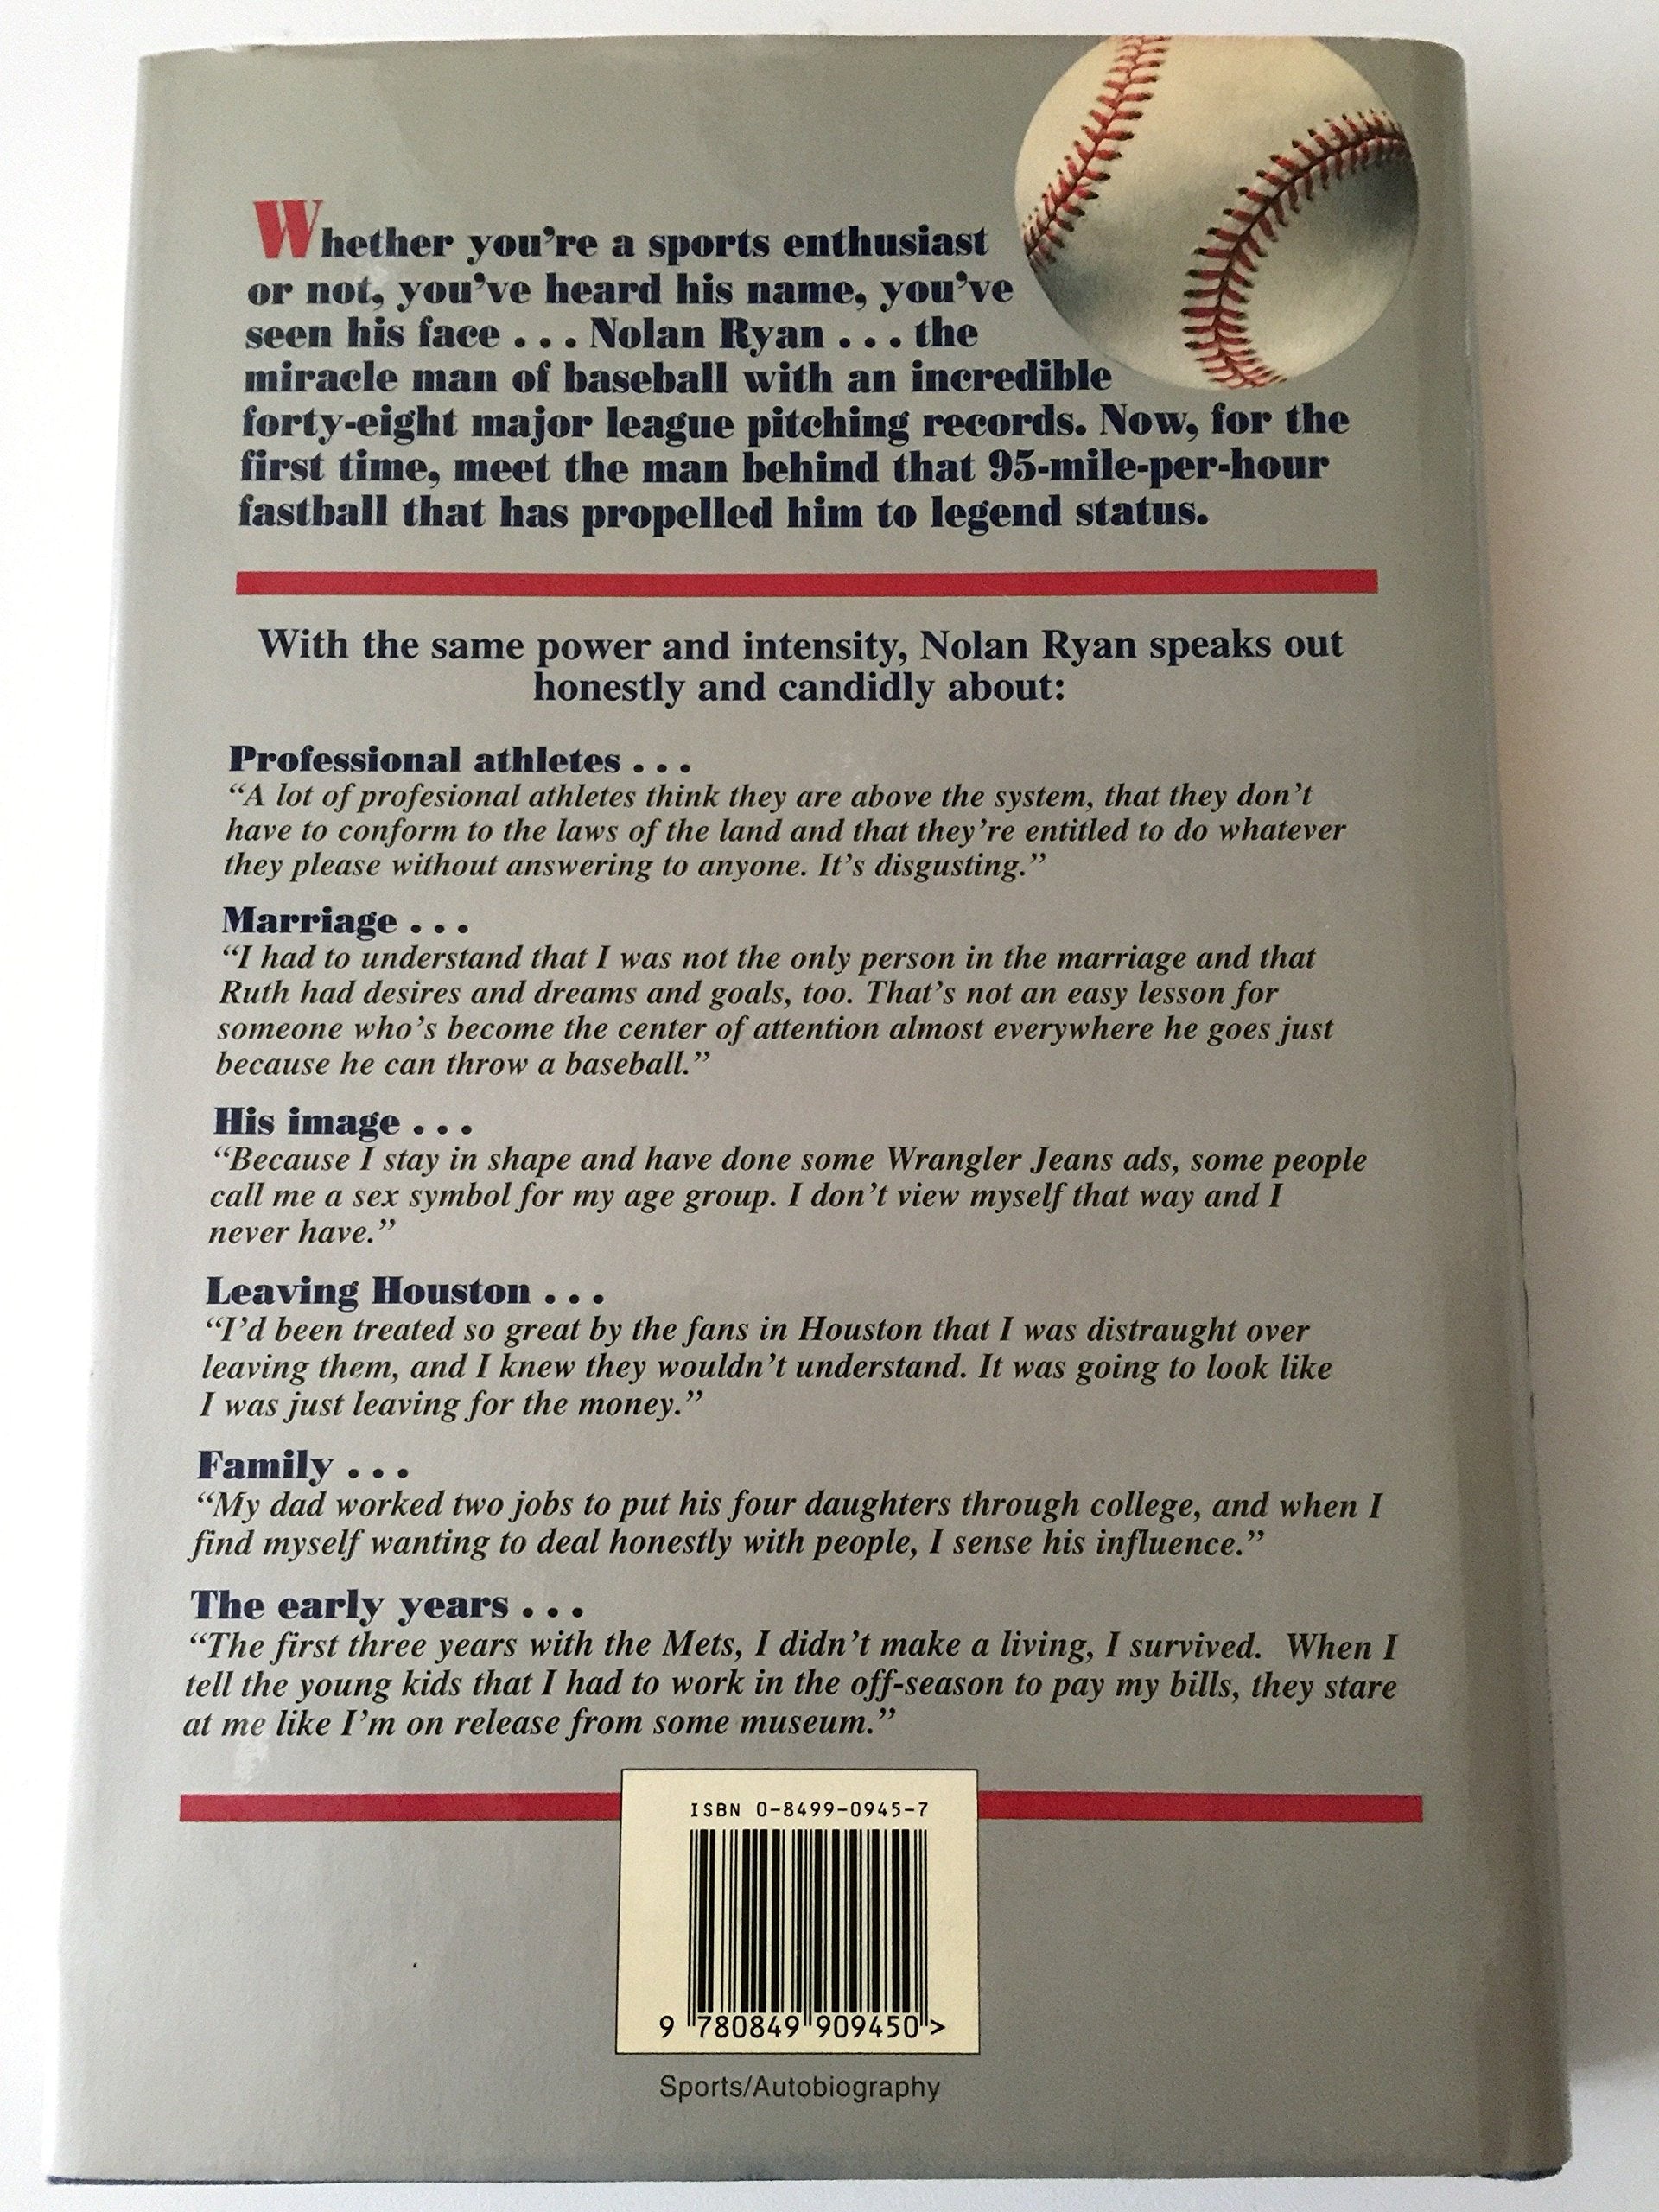 Whether you're a sports enthusiast
or not, you've heard his name, you've
seen his face . . . Nolan Ryan . . . the
miracle man of baseball with an incredible
forty-eight major league pitching records. Now, for the
first time, meet the man behind that 95-mile-per-hour
fastball that has propelled him to legend status.
With the same power and intensity, Nolan Ryan speaks out
honestly and candidly about:
Professional athletes . . .
“A lot of profesional athletes think they are above the system, that they don’t
have to conform to the laws of the land and that they’re entitled to do whatever
they please without answering to anyone. It’s disgusting.”
Marriage . . .
“I had to understand that I was not the only person in the marriage and that
Ruth had desires and dreams and goals, too. That’s not an easy lesson for
someone who’s become the center of attention almost everywhere he goes just
because he can throw a baseball.”
His image . . .
“Because I stay in shape and have done some Wrangler Jeans ads, some people
call me a sex symbol for my age group. I don’t view myself that way and I
never have.”
Leaving Houston . . .
“I’d been treated so great by the fans in Houston that I was distraught over
leaving them, and I knew they wouldn’t understand. It was going to look like
I was just leaving for the money.”
Family . . .
“My dad worked two jobs to put his four daughters through college, and when I
find myself wanting to deal honestly with people, I sense his influence.”
The early years . . .
“The first three years with the Mets, I didn’t make a living, I survived. When I
tell the young kids that I had to work in the off-season to pay my bills, they stare
at me like I’m on release from some museum.”
ISBN 0-8499-0945-7
9 780849 909450 >
Sports/Autobiography